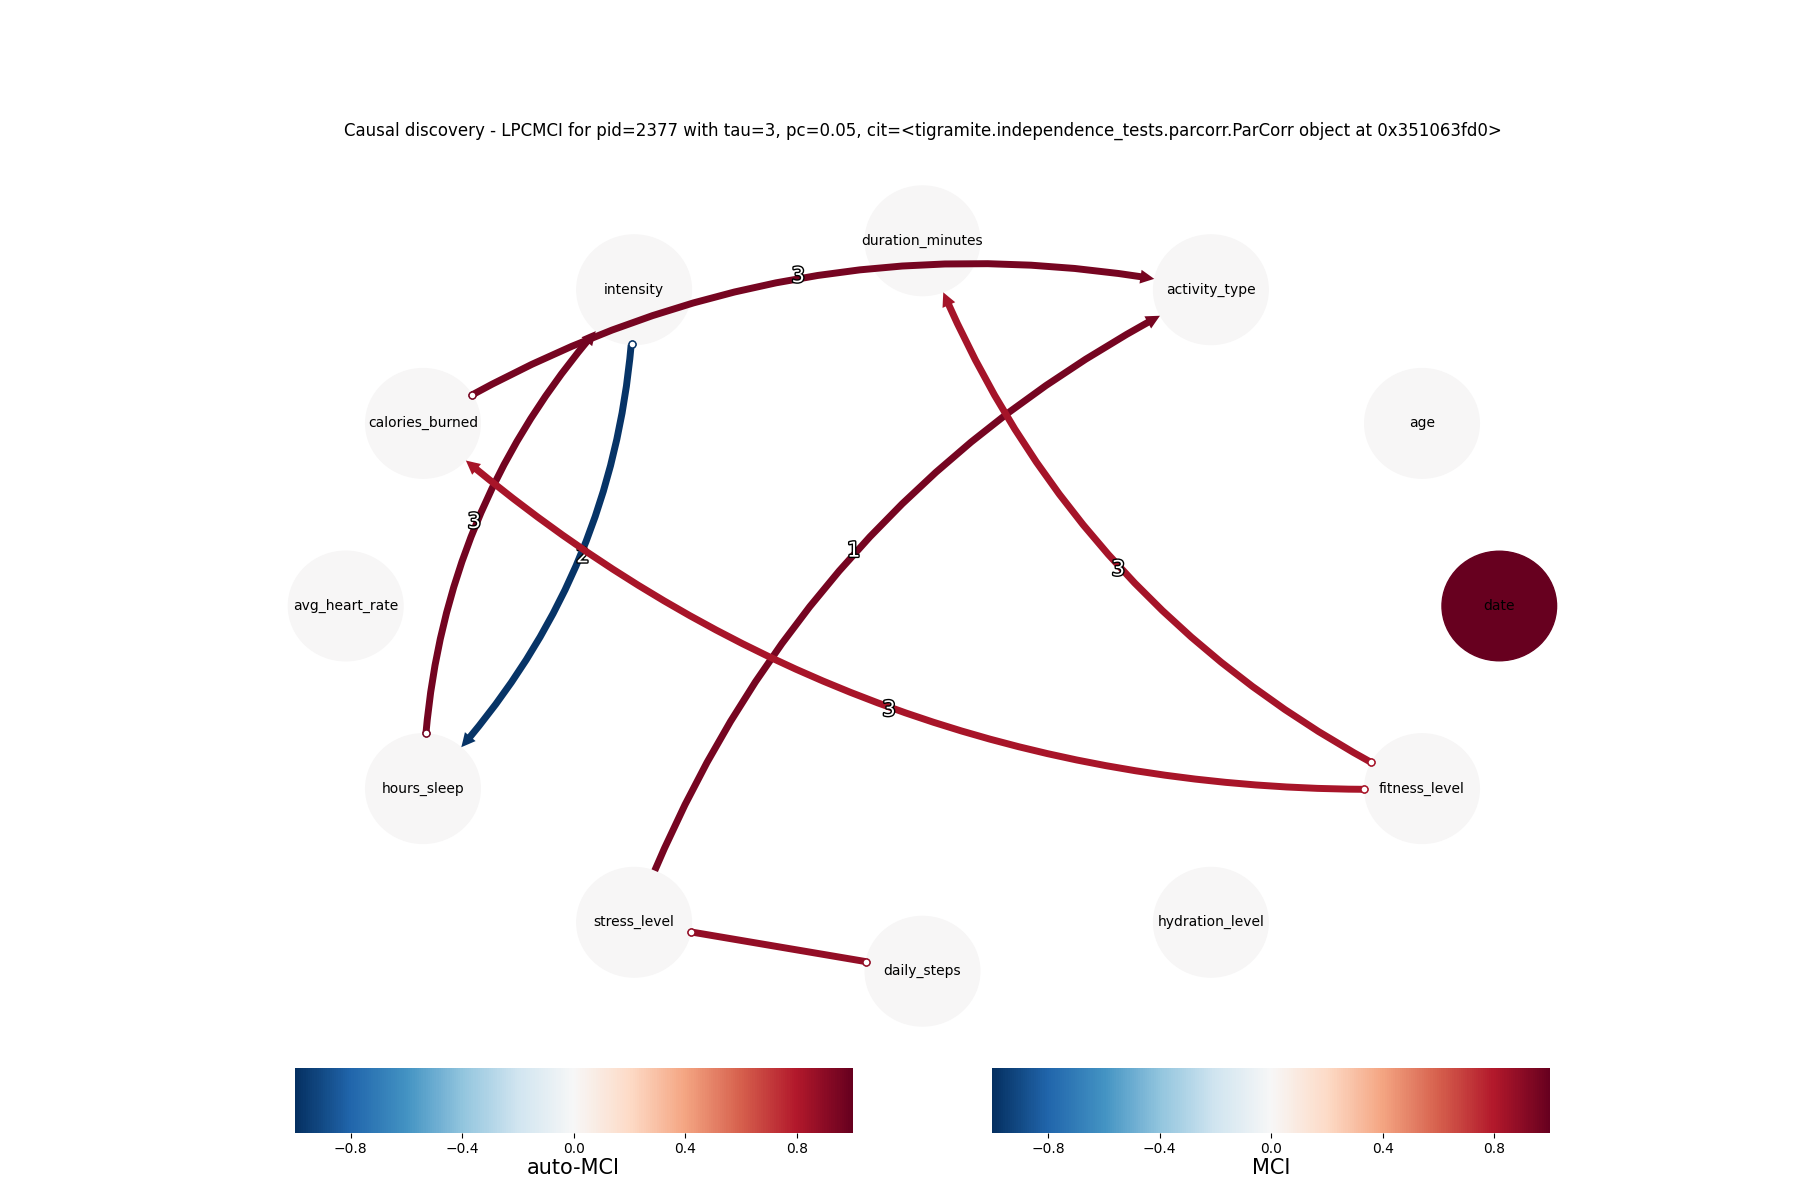 Causal discovery - LPCMCI for pid=2377 with tau=3, pc=0.05, cit=<tigramite.independence_tests.parcorr.ParCorr object at 0x351063fd0>
duration_minutes
intensity
activity_type
3
calories_burned
age
3
2
1
3
avg_heart_rate
date
3
hours_sleep
fitness_level
stress_level
hydration_level
daily_steps
−0.8 −0.4 0.0 0.4 0.8
auto-MCI
−0.8 −0.4 0.0 0.4 0.8
MCI